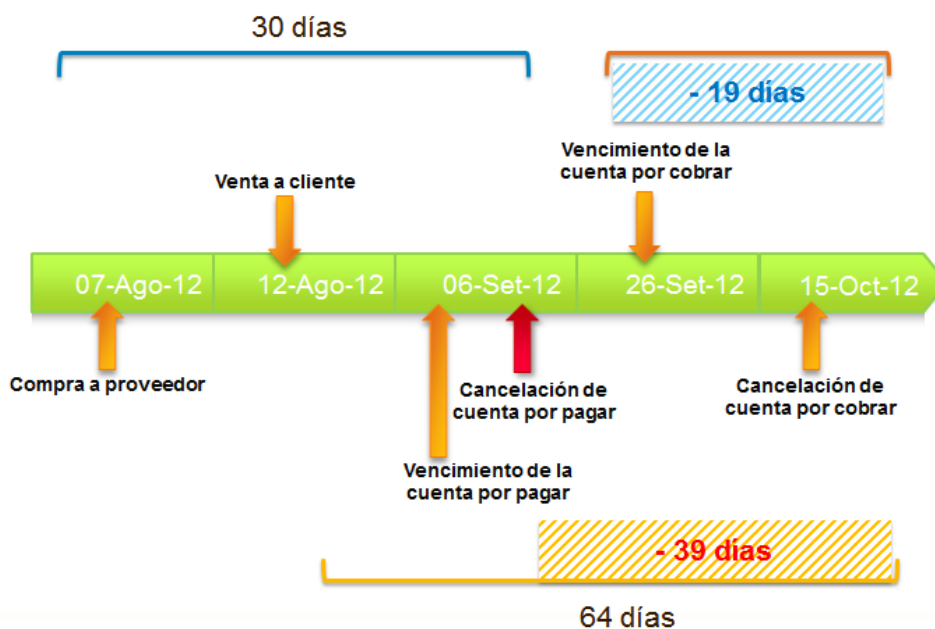 30 días
- 19 días
Vencimiento de la
cuenta por cobrar
Venta a cliente
07-Ago-12
12-Ago-12
06-Set-12
26-Set-12
15-Oct-12
Compra a proveedor
Cancelación de
cuenta por pagar
Cancelación de
cuenta por cobrar
Vencimiento de la
cuenta por pagar
- 39 días
64 días